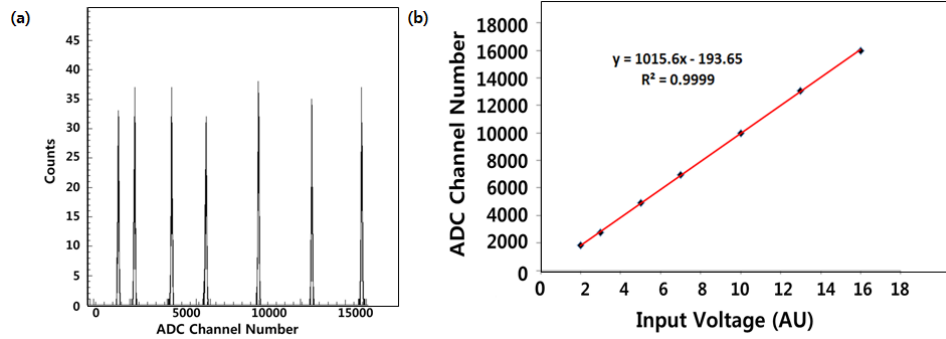 (a)
45
40
35
30
25
20
15
10
5
0
Counts
0 5000 10000 15000
ADC Channel Number
(b)
18000
16000
14000
12000
10000
8000
6000
4000
2000
0
ADC Channel Number
y = 1015.6x - 193.65
R² = 0.9999
0 2 4 6 8 10 12 14 16 18
Input Voltage (AU)